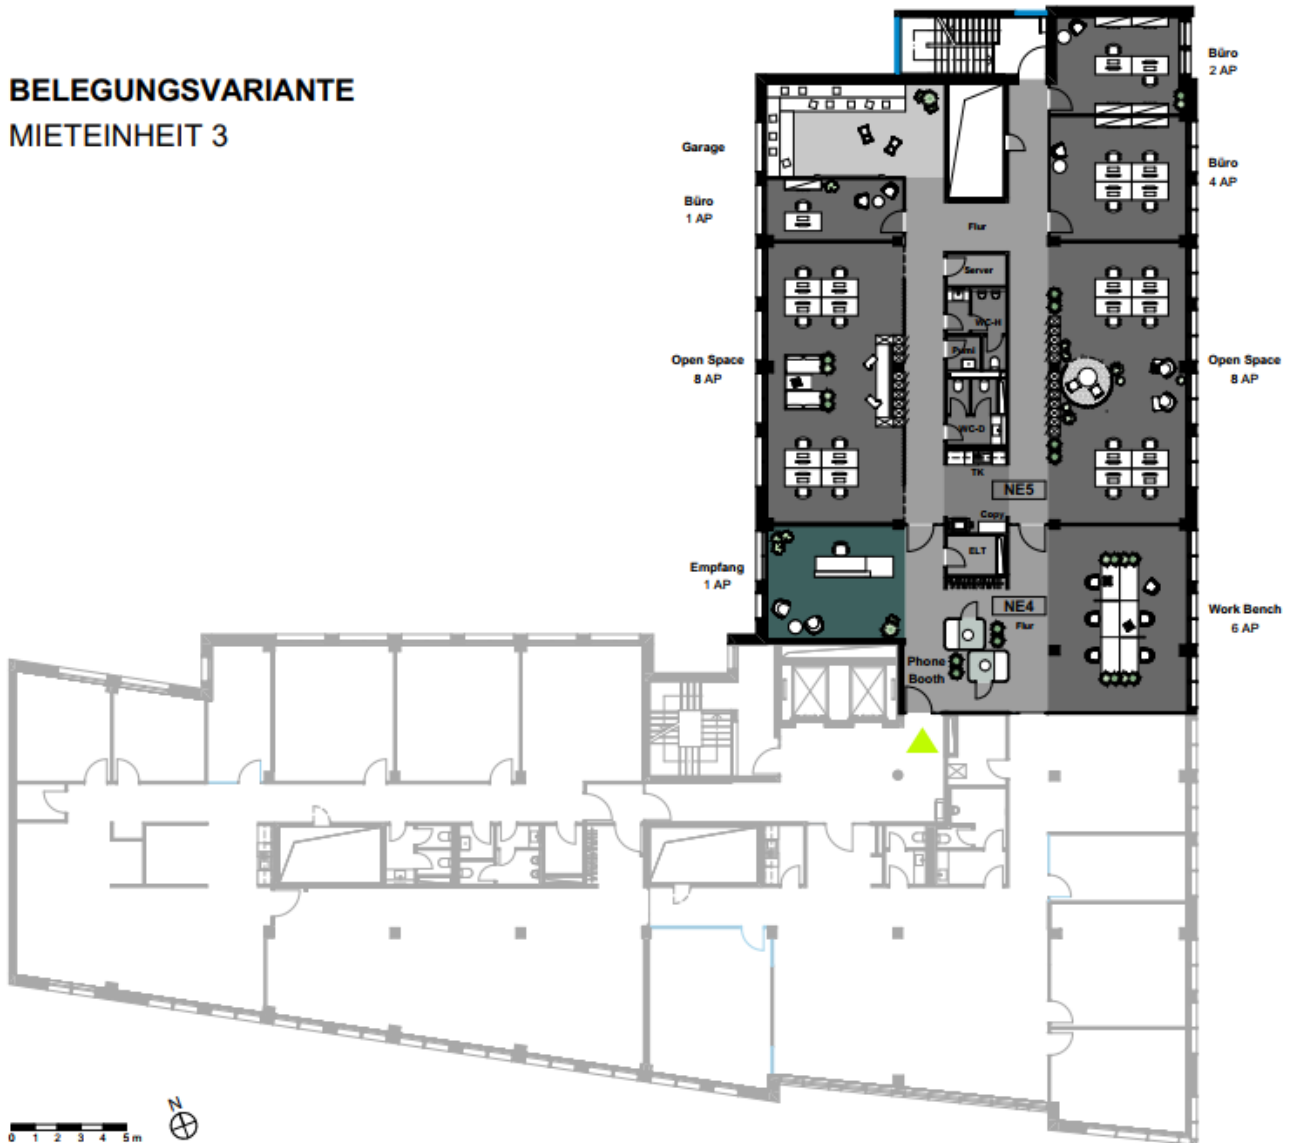 BELEGUNGSVARIANTE
MIETEINHEIT 3
Büro
2 AP
Garage
Büro
4 AP
Büro
1 AP
Flur
Server
WC-H
Pumi
Open Space
8 AP
Open Space
8 AP
WC-D
TK
NE5
Copy
ELT
Empfang
1 AP
NE4
Flur
Work Bench
6 AP
Phone
Booth
N
0 1 2 3 4 5 m